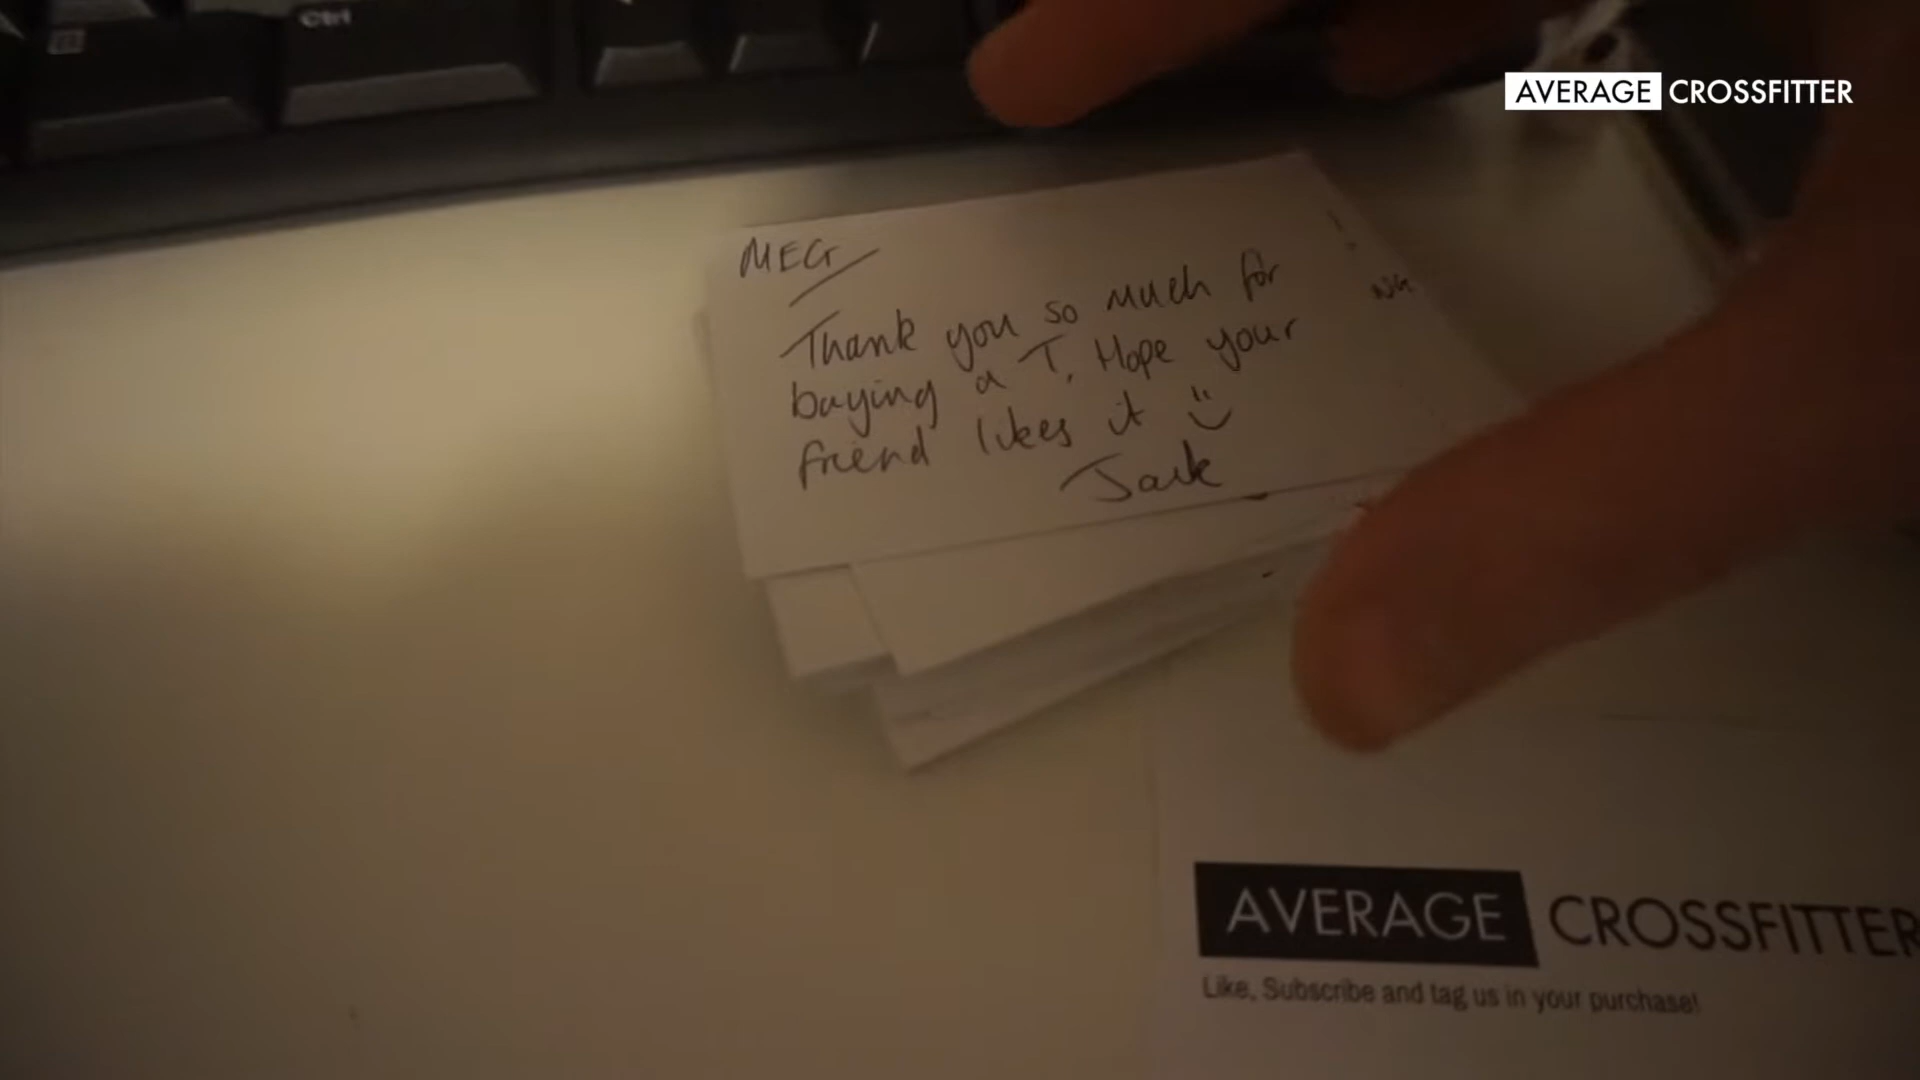 Ctrl
AVERAGE CROSSFITTER
MEG
Thank you so much for
buying a T. Hope your
friend likes it
Jack
AVERAGE CROSSFITTER
Like, Subscribe and tag us in your purchase!